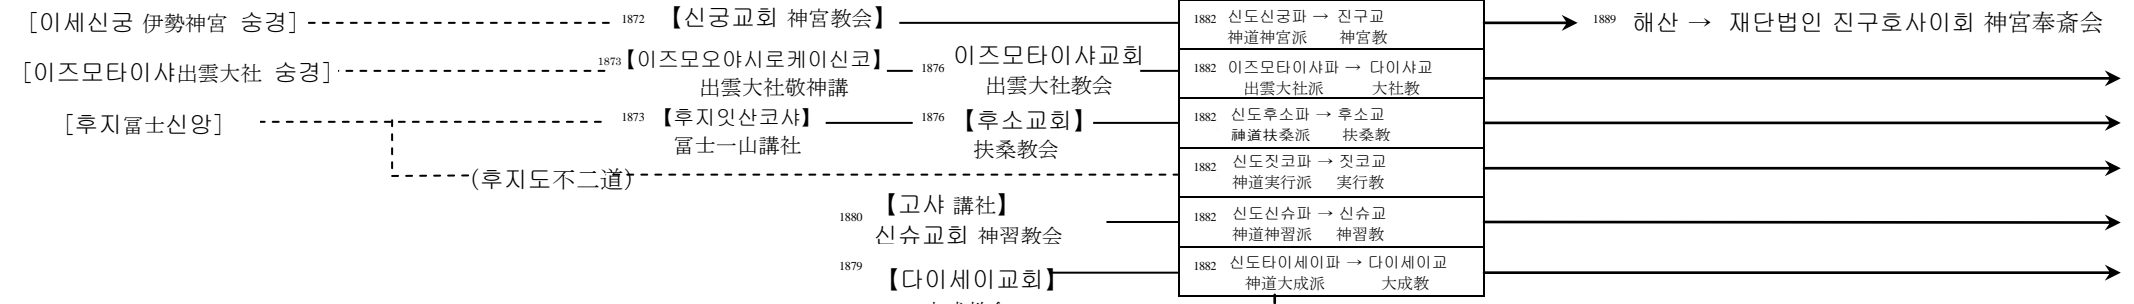 [이세신궁 伊勢神宮 숭경] 1872 【신궁교회 神宮教会】 1882 신도신궁파 → 진구교 1889 해산 → 재단법인 진구호사이회 神宮奉斎会
神道神宮派 神宮教
[이즈모타이샤出雲大社 숭경] 1873【이즈모오야시로케이신코】 1876 이즈모타이샤교회 1882 이즈모타이샤파 → 다이샤교
出雲大社敬神講 出雲大社教会 出雲大社派 大社教
[후지冨士신앙] 1873 【후지잇산코샤】 1876 【후소교회】 1882 신도후소파 → 후소교
冨士一山講社 扶桑教会 神道扶桑派 扶桑教
(후지도不二道) 1882 신도짓코파 → 짓코교
神道実行派 実行教
1880 【고샤 講社】 1882 신도신슈파 → 신슈교
신슈교회 神習教会 神道神習派 神習教
1879 【다이세이교회】 1882 신도타이세이파 → 다이세이교
神道大成派 大成教